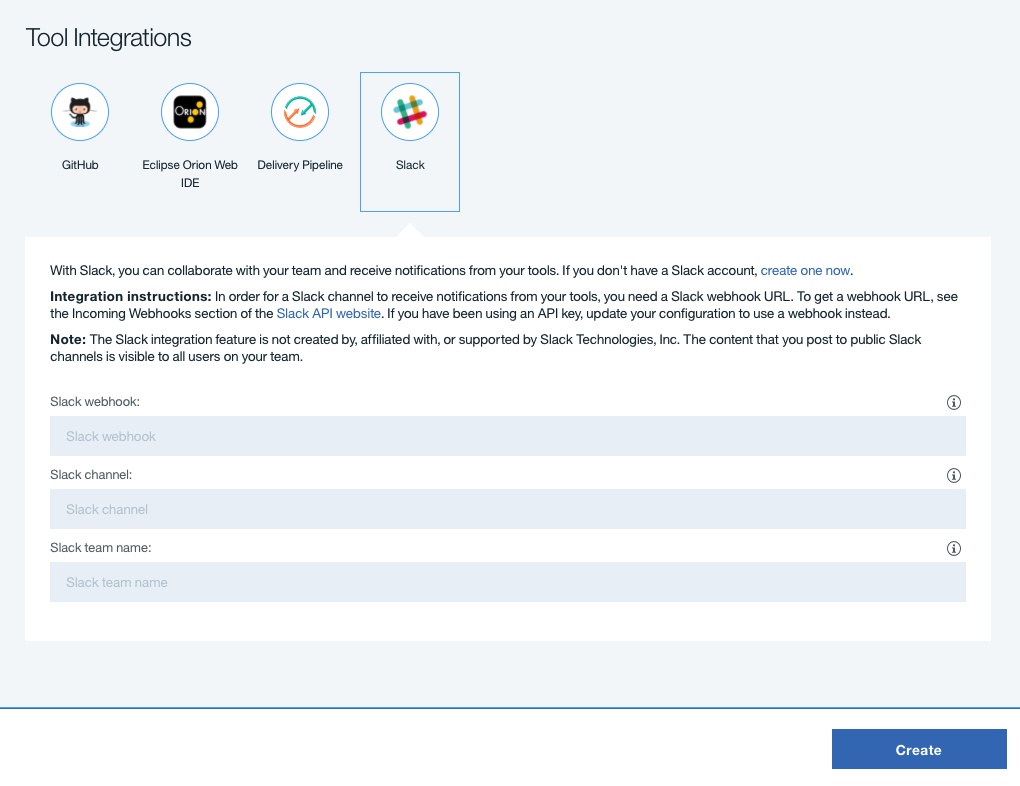 Tool Integrations
ORION
GitHub
Eclipse Orion Web
IDE
Delivery Pipeline
Slack
With Slack, you can collaborate with your team and receive notifications from your tools. If you don't have a Slack account, create one now.
Integration instructions: In order for a Slack channel to receive notifications from your tools, you need a Slack webhook URL. To get a webhook URL, see
the Incoming Webhooks section of the Slack API website. If you have been using an API key, update your configuration to use a webhook instead.
Note: The Slack integration feature is not created by, affiliated with, or supported by Slack Technologies, Inc. The content that you post to public Slack
channels is visible to all users on your team.
Slack webhook:
Slack webhook
Slack channel:
Slack channel
Slack team name:
Slack team name
Create